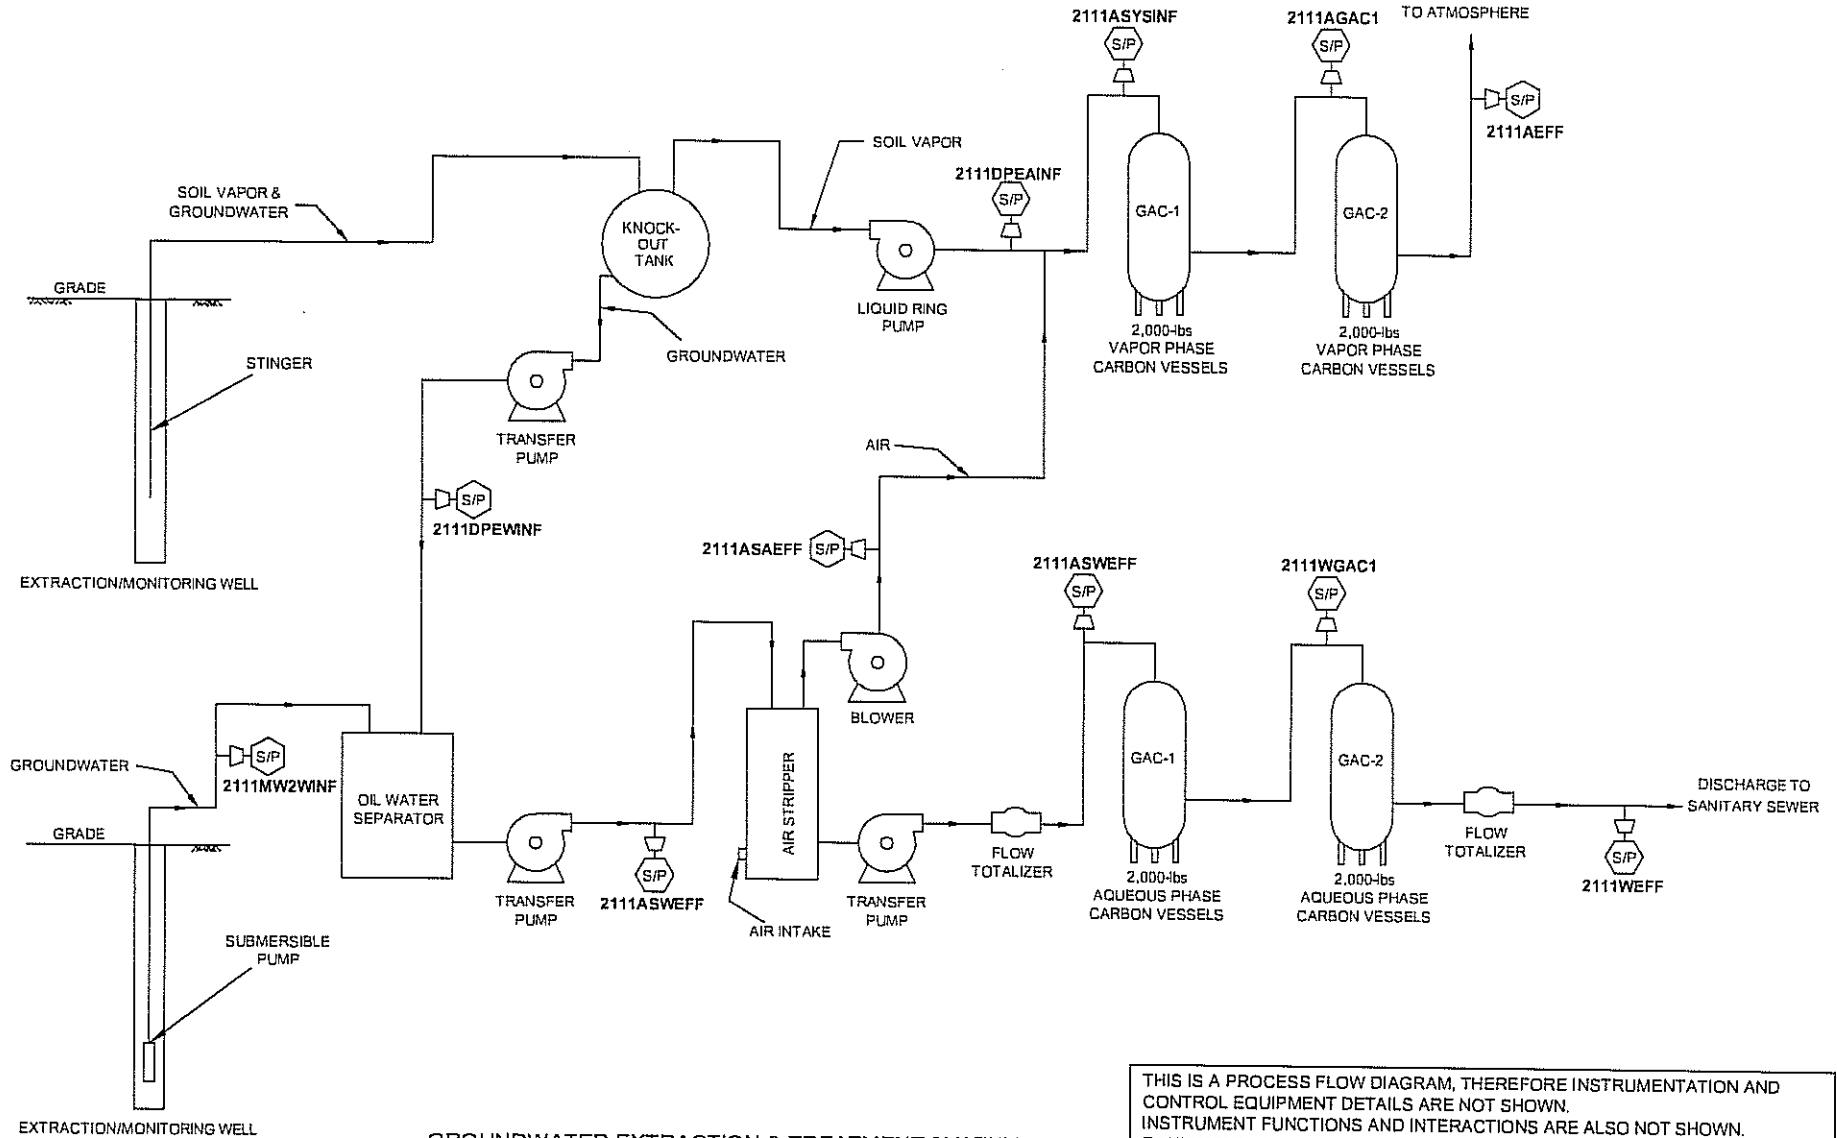 2111ASYSINF
S/P
2111AGAC1
S/P
TO ATMOSPHERE
S/P
2111AEFF
SOIL VAPOR
2111DPEAINF
S/P
SOIL VAPOR &
GROUNDWATER
KNOCK-
OUT
TANK
GAC-1
GAC-2
GRADE
LIQUID RING
PUMP
2,000-lbs
VAPOR PHASE
CARBON VESSELS
2,000-lbs
VAPOR PHASE
CARBON VESSELS
GROUNDWATER
STINGER
TRANSFER
PUMP
AIR
S/P
2111DPEWINF
2111ASAEFF
S/P
EXTRACTION/MONITORING WELL
2111ASWEFF
S/P
2111WGAC1
S/P
BLOWER
GROUNDWATER
S/P
2111MW2WINF
OIL WATER
SEPARATOR
AIR STRIPPER
GAC-1
GAC-2
DISCHARGE TO
SANITARY SEWER
GRADE
FLOW
TOTALIZER
FLOW
TOTALIZER
S/P
2111WEFF
TRANSFER
PUMP
S/P
2111ASWEFF
TRANSFER
PUMP
2,000-lbs
AQUEOUS PHASE
CARBON VESSELS
2,000-lbs
AQUEOUS PHASE
CARBON VESSELS
AIR INTAKE
SUBMERSIBLE
PUMP
EXTRACTION/MONITORING WELL
THIS IS A PROCESS FLOW DIAGRAM, THEREFORE INSTRUMENTATION AND
CONTROL EQUIPMENT DETAILS ARE NOT SHOWN.
INSTRUMENT FUNCTIONS AND INTERACTIONS ARE ALSO NOT SHOWN.
GROUNDWATER EXTRACTION & TREATMENT